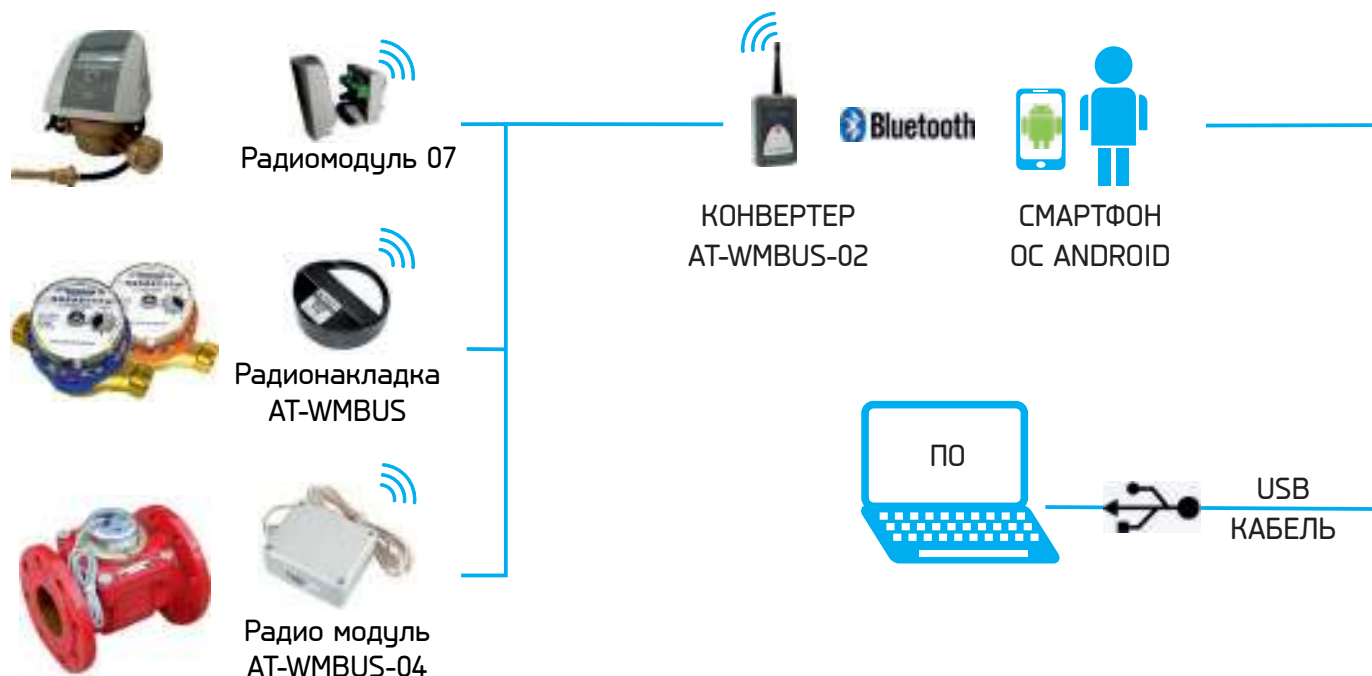 Радиомодуль 07
Bluetooth
КОНВЕРТЕР
AT-WMBUS-02
СМАРТФОН
ОС ANDROID
Радионакладка
AT-WMBUS
ПО
USB
КАБЕЛЬ
Радио модуль
AT-WMBUS-04